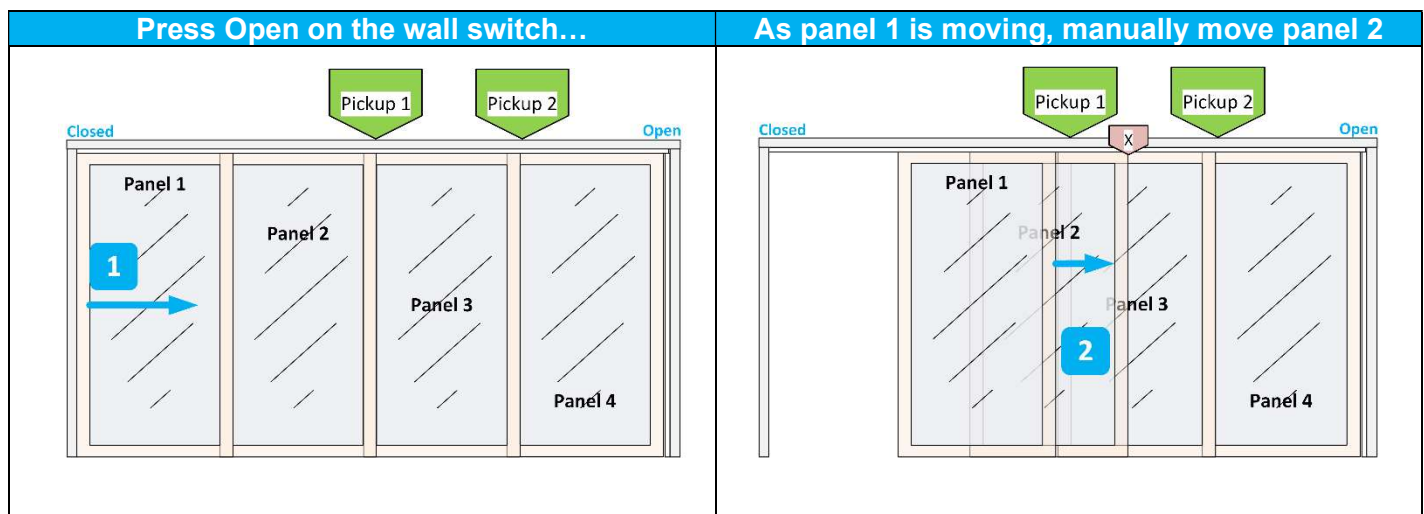 Press Open on the wall switch…
Pickup 1
Pickup 2
Closed
Open
Panel 1
Panel 2
1
Panel 3
Panel 4
As panel 1 is moving, manually move panel 2
Pickup 1
Pickup 2
Closed
Open
X
Panel 1
Panel 2
Panel 3
2
Panel 4